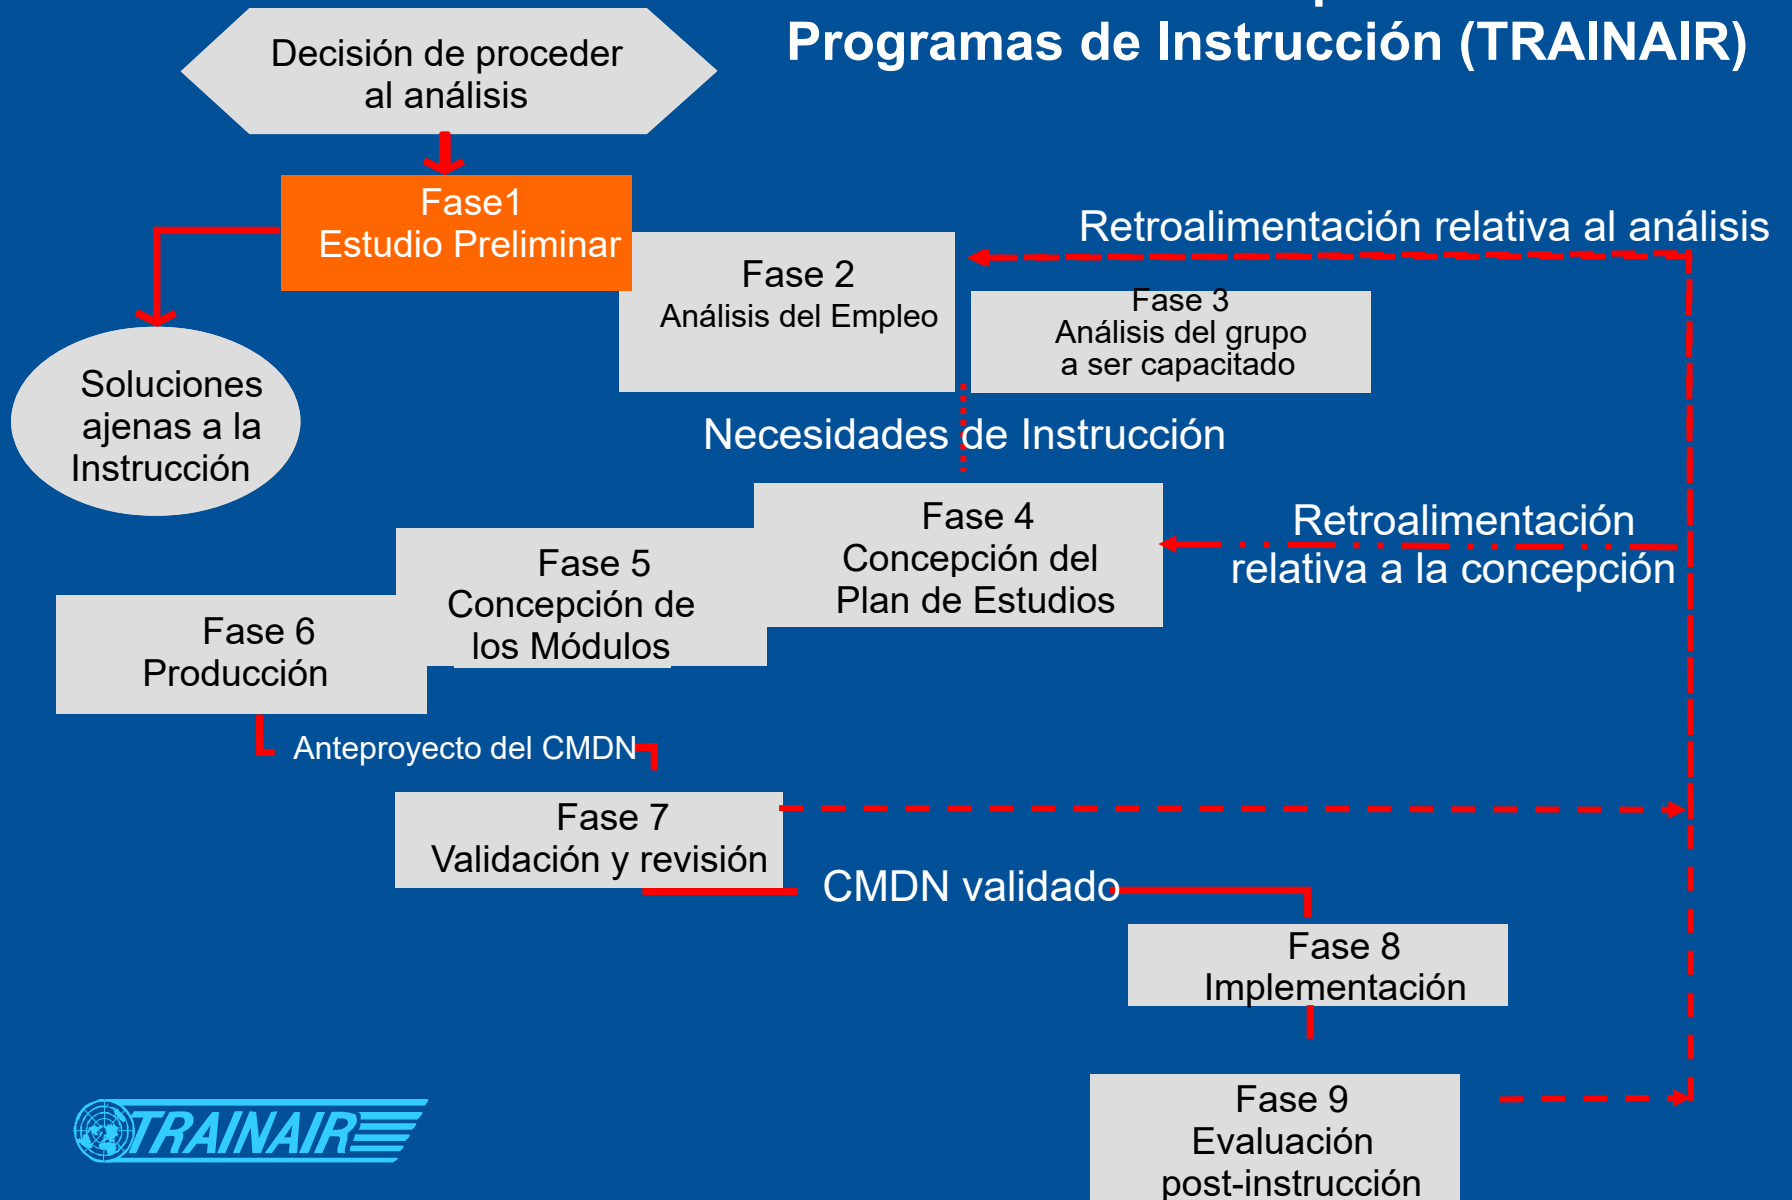 Programas de Instrucción (TRAINAIR)
Decisión de proceder
al análisis
Fase1
Estudio Preliminar
Retroalimentación relativa al análisis
Fase 2
Análisis del Empleo
Fase 3
Análisis del grupo
a ser capacitado
Soluciones
ajenas a la
Instrucción
Necesidades de Instrucción
Fase 4
Concepción del
Plan de Estudios
Retroalimentación
relativa a la concepción
Fase 5
Concepción de
los Módulos
Fase 6
Producción
Anteproyecto del CMDN
Fase 7
Validación y revisión
CMDN validado
Fase 8
Implementación
Fase 9
Evaluación
post-instrucción
TRAINAIR